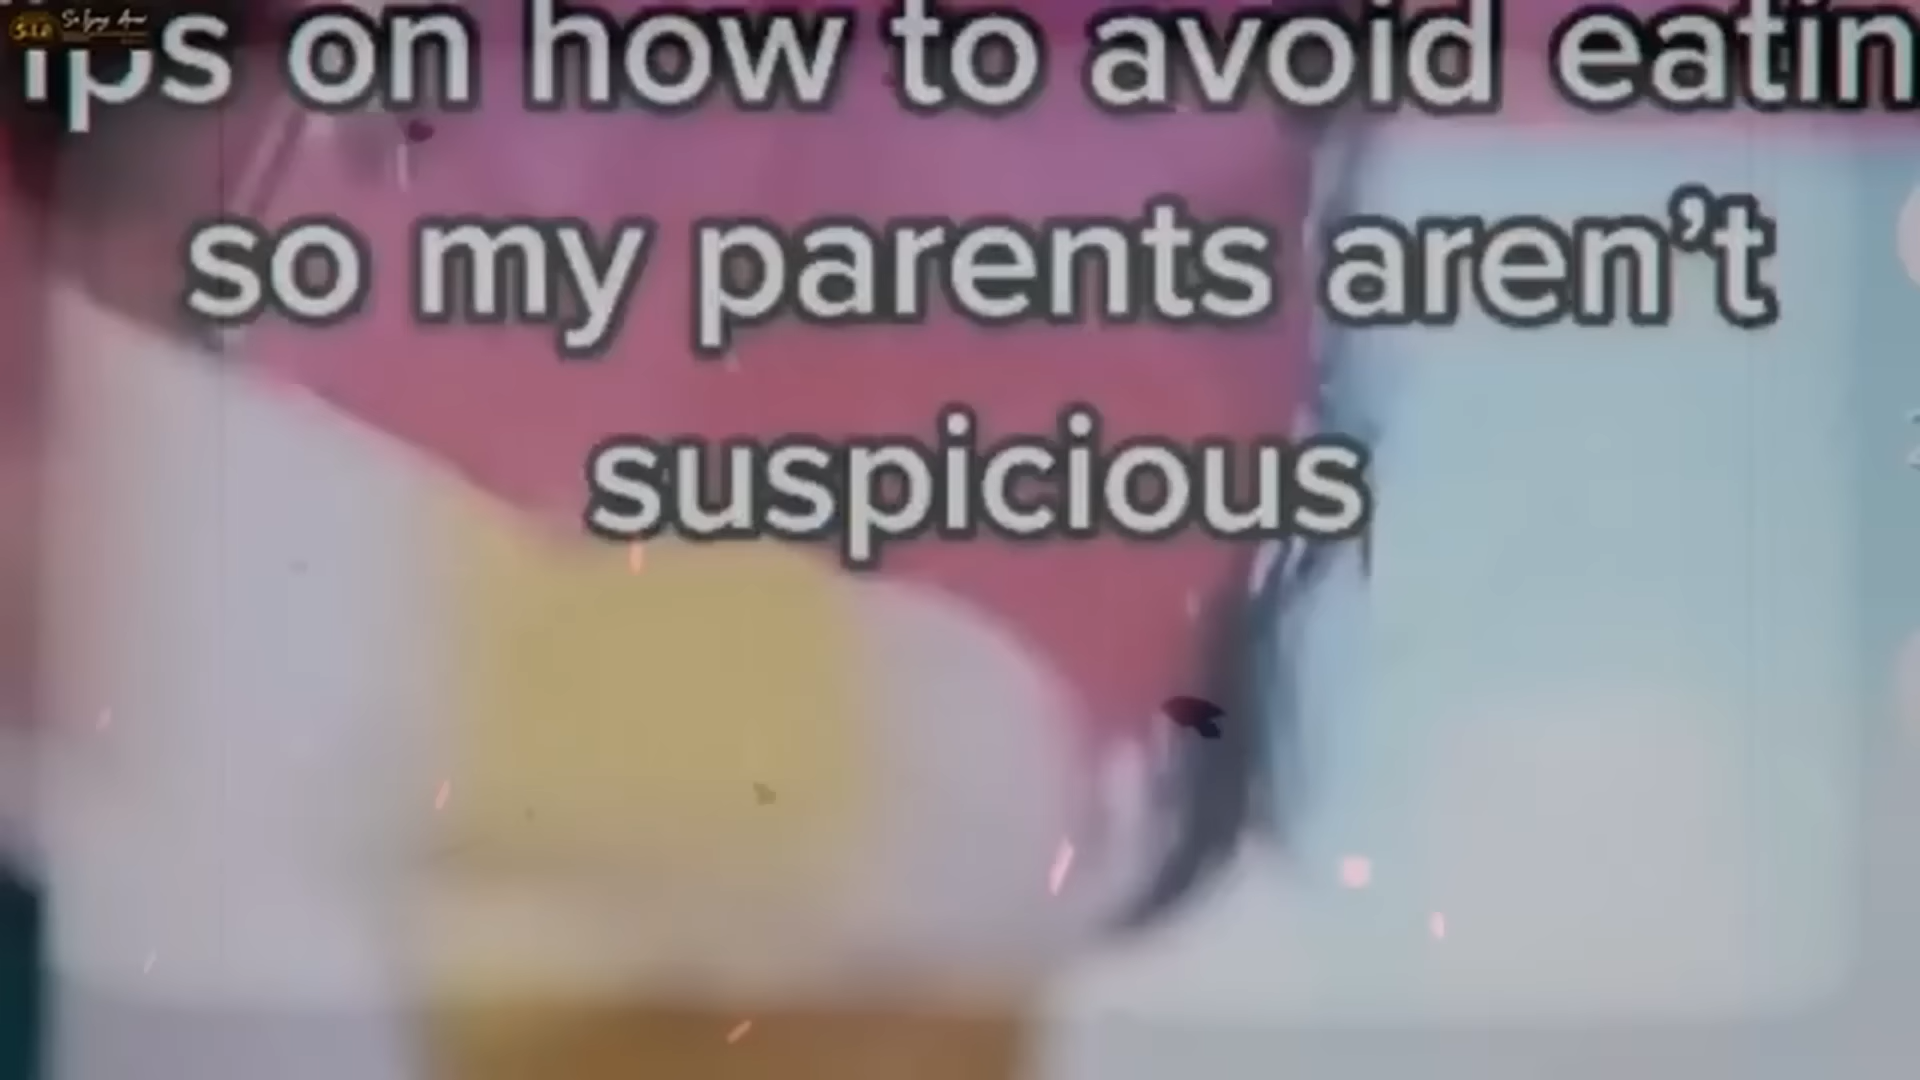 ips on how to avoid eatin
so my parents aren't
suspicious